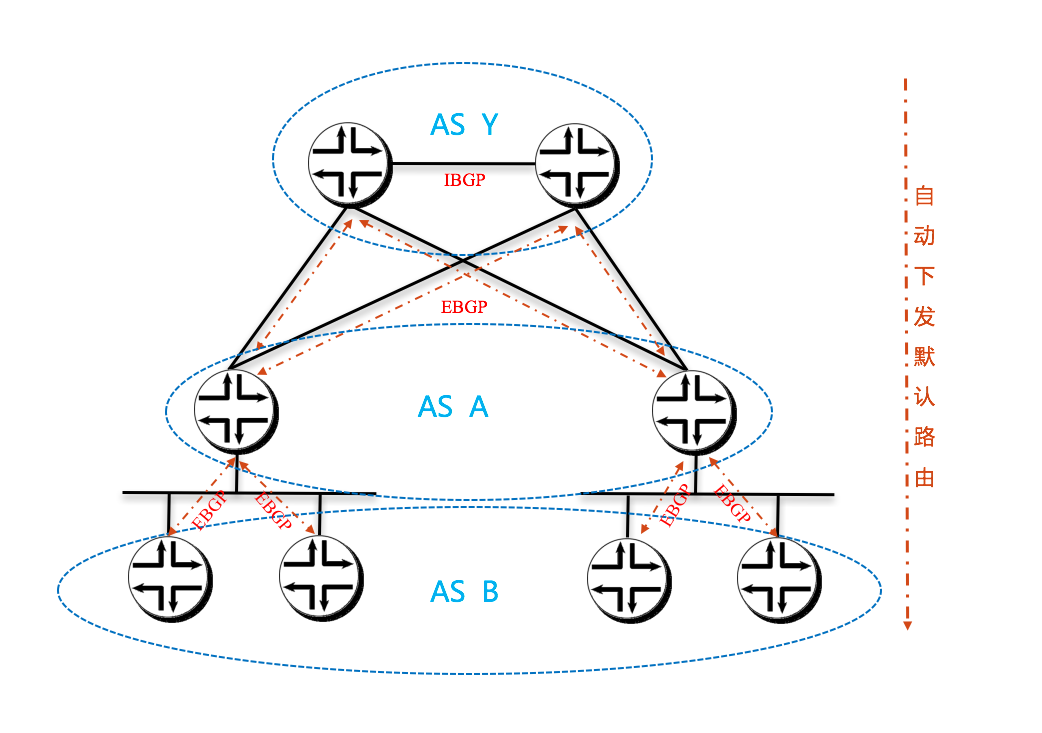 AS Y
IBGP
EBGP
AS A
EBGP
EBGP
EBGP
EBGP
AS B
自动下发默认路由